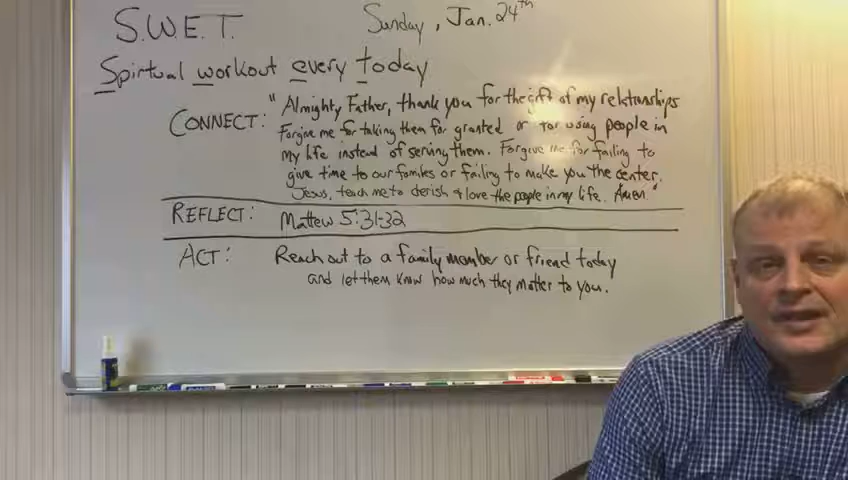 S.W.E.T.
Sunday, Jan. 24th
Spirtual workout every today
CONNECT: "Almighty Father, thank you for the gift of my relationships
Forgive me for taking them for granted or for using people in
my life instead of serving them. Forgive me for failing to
give time to our families or failing to make you the center.
Jesus, teach me to cherish & love the people in my life. Amen."
REFLECT: Mattew 5:31-32
ACT: Reach out to a family member or friend today
and let them know how much they matter to you.